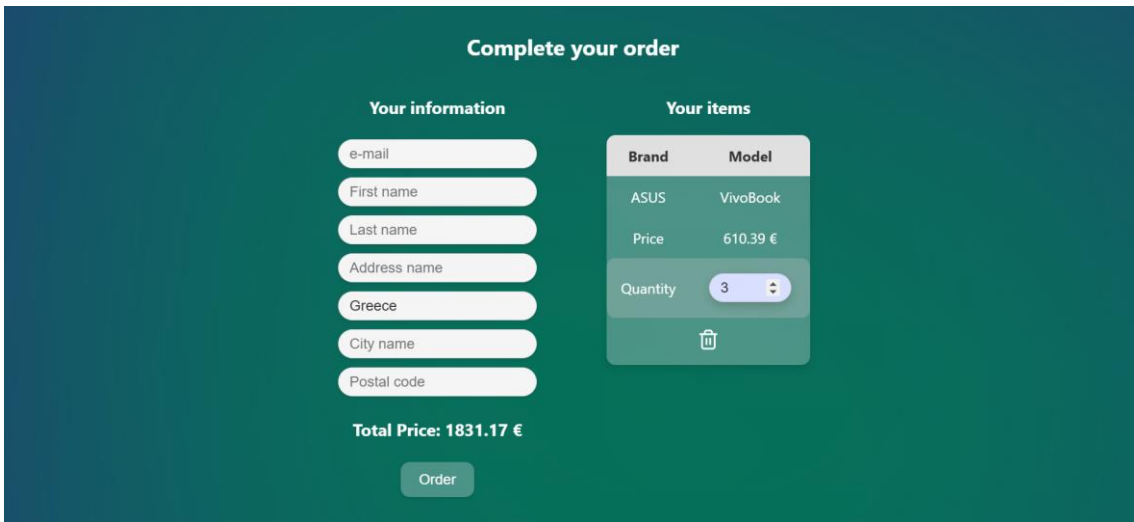 Complete your order
Your information
e-mail
First name
Last name
Address name
Greece
City name
Postal code
Total Price: 1831.17 €
Order
Your items
Brand Model
ASUS VivoBook
Price 610.39 €
Quantity 3